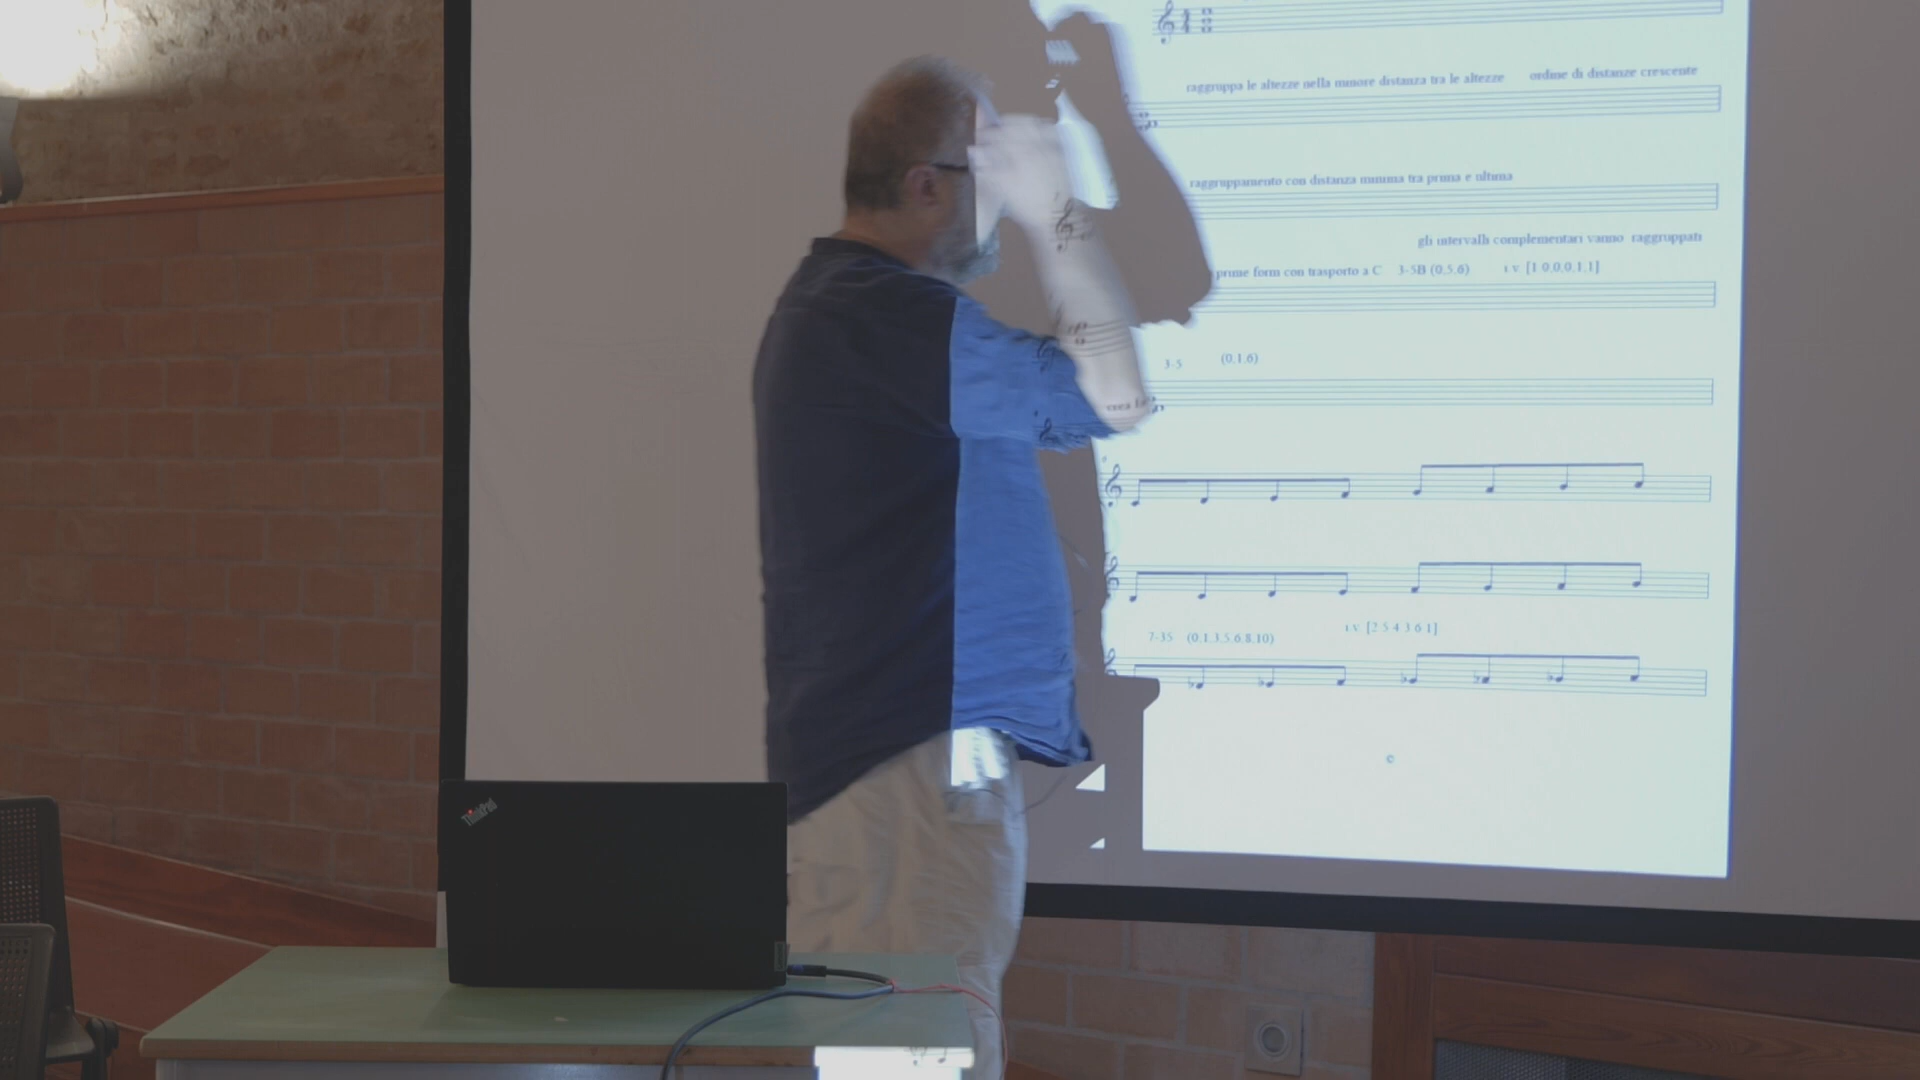 raggruppa le altezze nella minore distanza tra le altezze ordine di distanze crescente
raggruppamento con distanza minima tra prima e ultima
gli intervalli complementari vanno raggruppati
prime form con trasporto a C 3-5B (0,5,6) i.v. [1 0,0,0,1,1]
3-5 (0,1,6)
crea
7-35 (0,1,3,5,6,8,10) i.v. [2 5 4 3 6 1]
©
ThinkPad